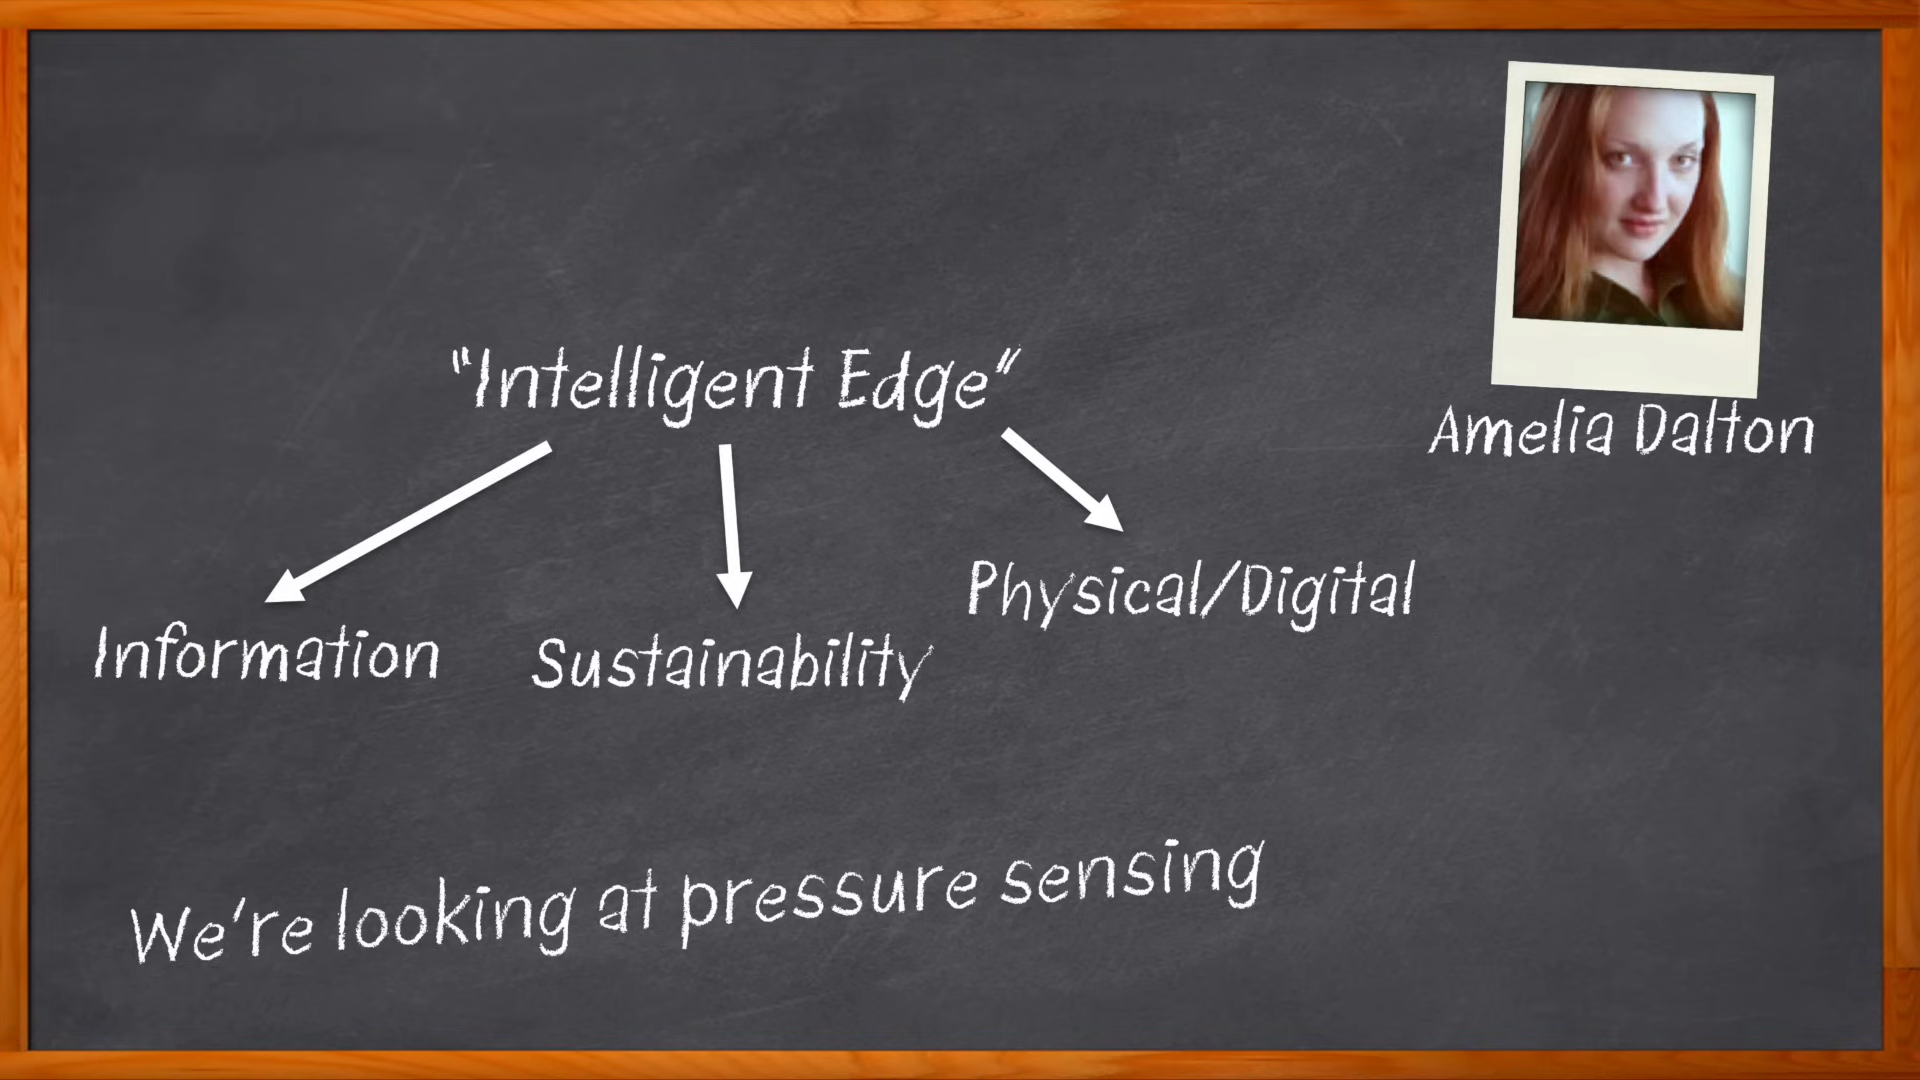 "Intelligent Edge"
Amelia Dalton
Physical/Digital
Information
Sustainability
We're looking at pressure sensing